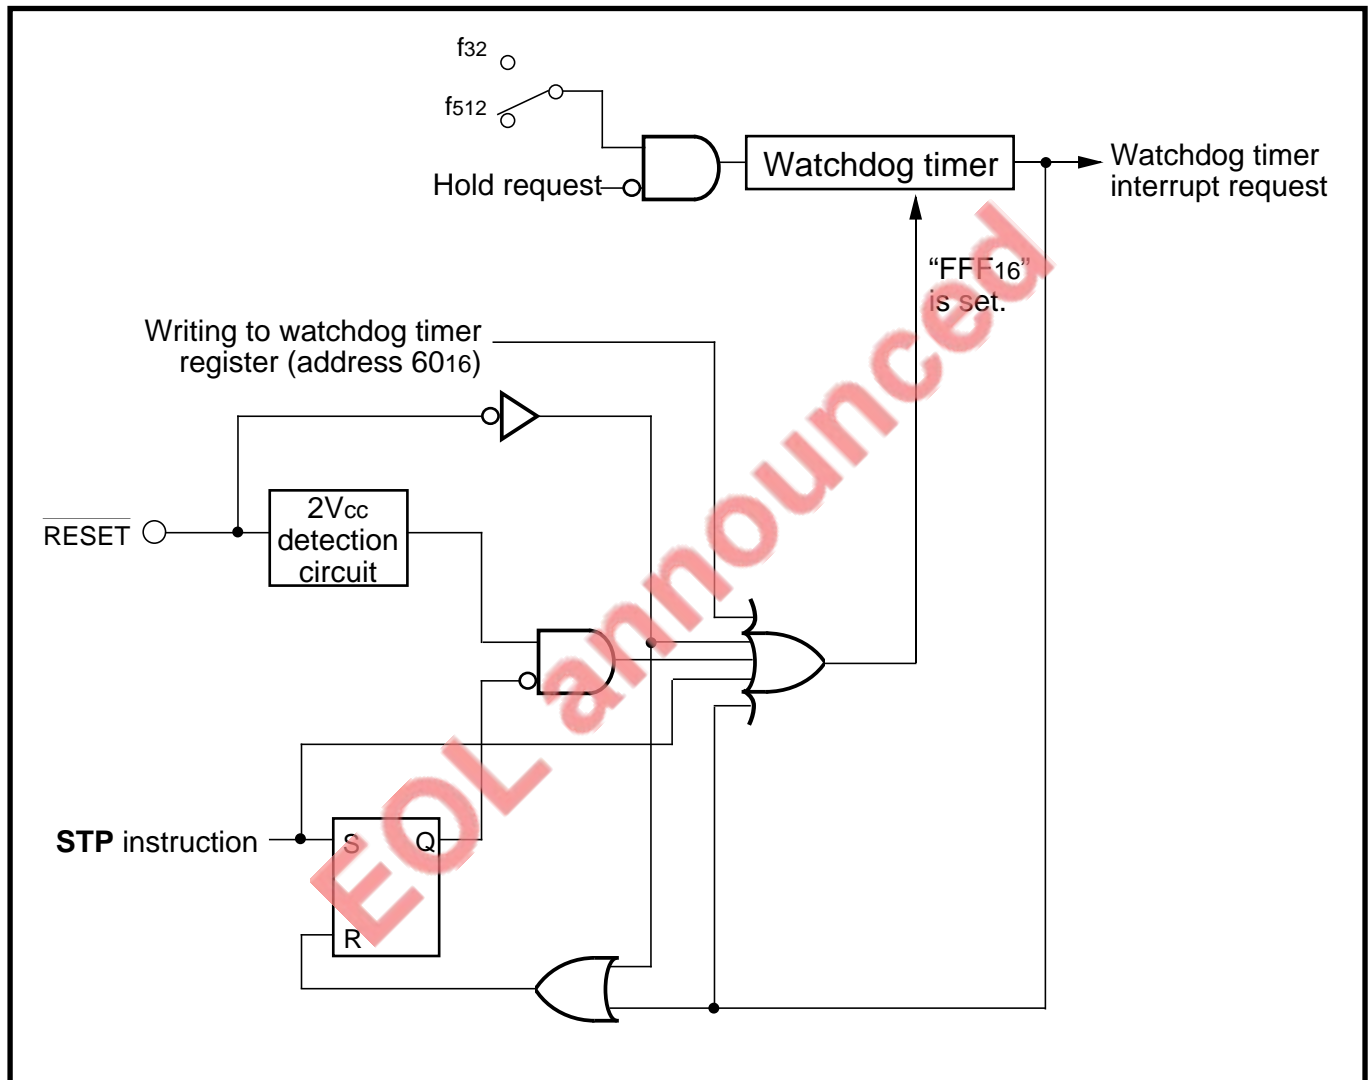 f32
f512
Hold request
Watchdog timer
Watchdog timer
interrupt request
“FFF16”
is set.
Writing to watchdog timer
register (address 6016)
RESET
2Vcc
detection
circuit
STP instruction
S Q
R
EOL announced